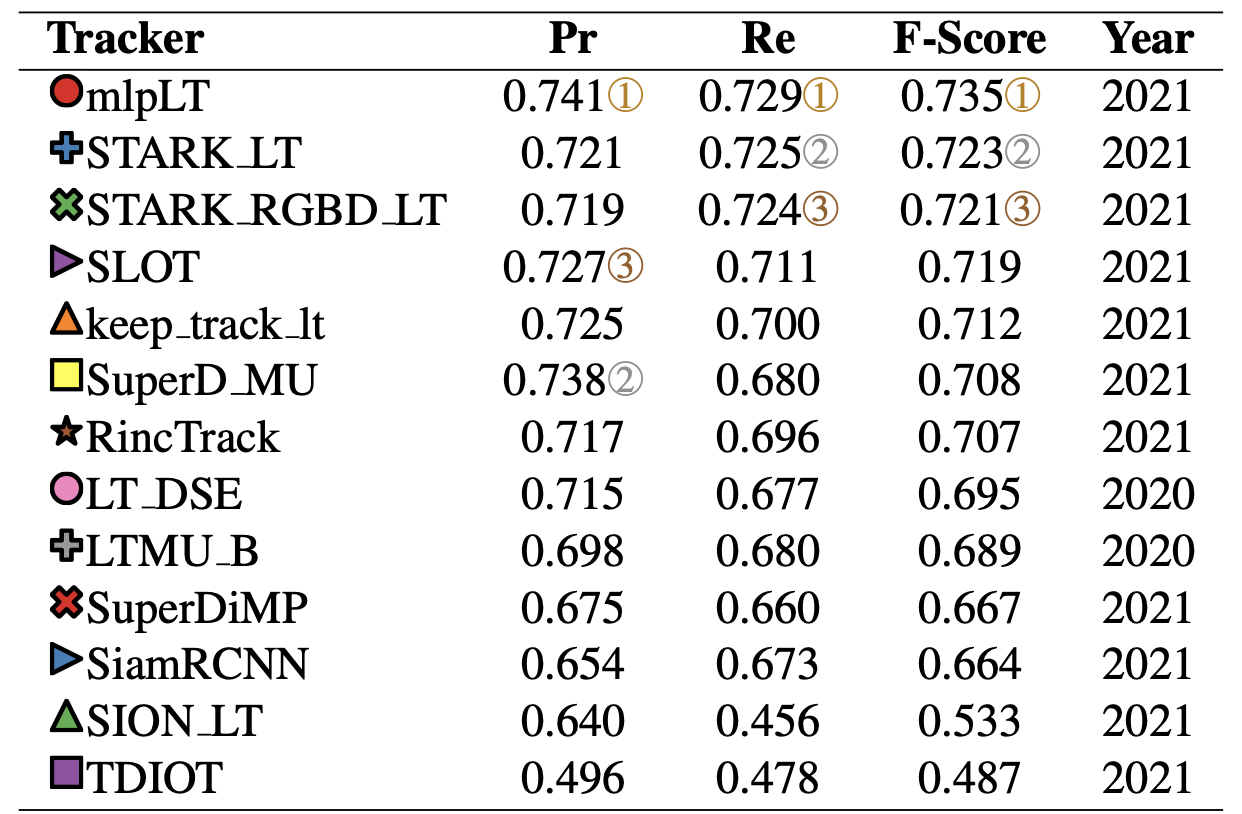 Tracker Pr Re F-Score Year
mlpLT 0.741① 0.729① 0.735① 2021
STARK_LT 0.721 0.725② 0.723② 2021
STARK_RGBD_LT 0.719 0.724③ 0.721③ 2021
SLOT 0.727③ 0.711 0.719 2021
keep_track_lt 0.725 0.700 0.712 2021
SuperD_MU 0.738② 0.680 0.708 2021
RincTrack 0.717 0.696 0.707 2021
LT_DSE 0.715 0.677 0.695 2020
LTMU_B 0.698 0.680 0.689 2020
SuperDiMP 0.675 0.660 0.667 2021
SiamRCNN 0.654 0.673 0.664 2021
SION_LT 0.640 0.456 0.533 2021
TDIOT 0.496 0.478 0.487 2021